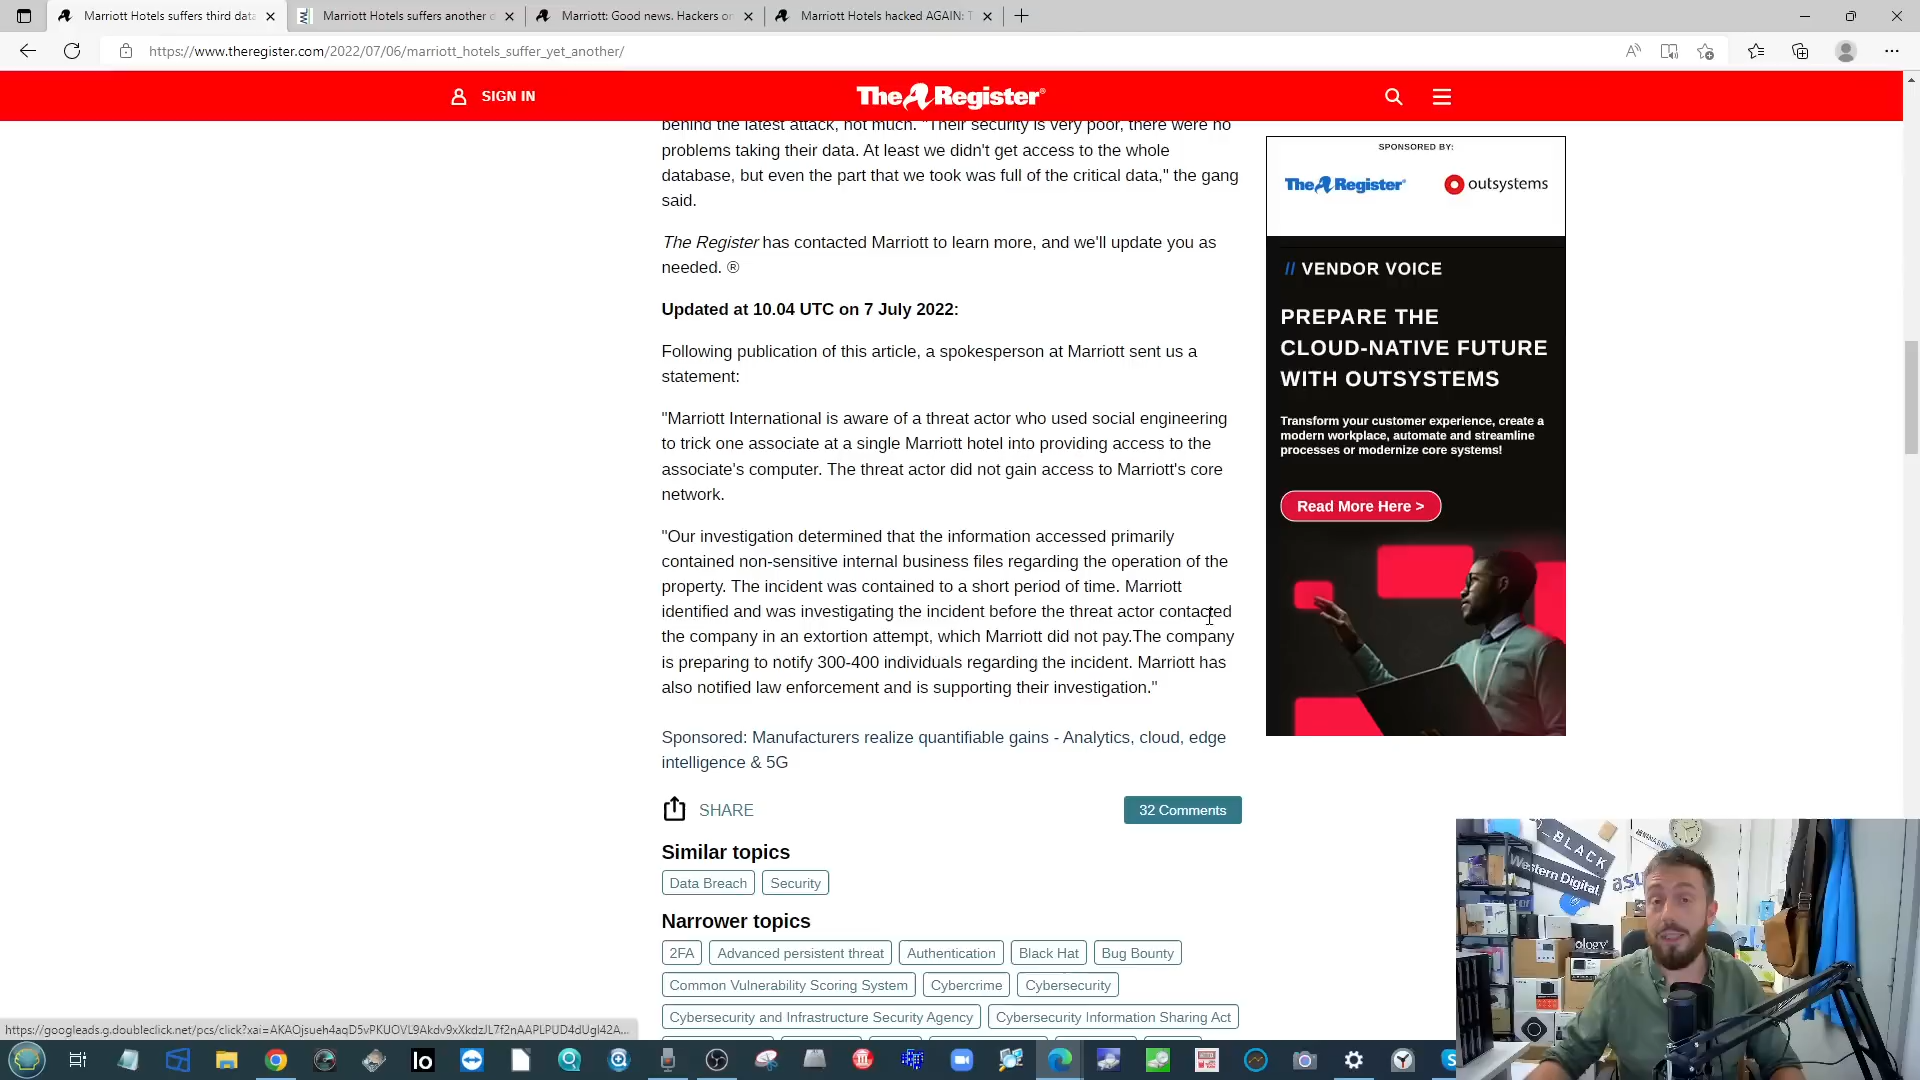 Marriott Hotels suffers third data
Marriott Hotels suffers another d
Marriott: Good news. Hackers on
Marriott Hotels hacked AGAIN: T
https://www.theregister.com/2022/07/06/marriott_hotels_suffer_yet_another/
SIGN IN
The Register®
behind the latest attack, not much. "Their security is very poor, there were no
problems taking their data. At least we didn't get access to the whole
database, but even the part that we took was full of the critical data," the gang
said.
The Register has contacted Marriott to learn more, and we'll update you as
needed. ®
Updated at 10.04 UTC on 7 July 2022:
Following publication of this article, a spokesperson at Marriott sent us a
statement:
"Marriott International is aware of a threat actor who used social engineering
to trick one associate at a single Marriott hotel into providing access to the
associate's computer. The threat actor did not gain access to Marriott's core
network.
"Our investigation determined that the information accessed primarily
contained non-sensitive internal business files regarding the operation of the
property. The incident was contained to a short period of time. Marriott
identified and was investigating the incident before the threat actor contacted
the company in an extortion attempt, which Marriott did not pay.The company
is preparing to notify 300-400 individuals regarding the incident. Marriott has
also notified law enforcement and is supporting their investigation."
Sponsored: Manufacturers realize quantifiable gains - Analytics, cloud, edge
intelligence & 5G
SHARE
32 Comments
Similar topics
Data Breach
Security
Narrower topics
2FA
Advanced persistent threat
Authentication
Black Hat
Bug Bounty
Common Vulnerability Scoring System
Cybercrime
Cybersecurity
Cybersecurity and Infrastructure Security Agency
Cybersecurity Information Sharing Act
SPONSORED BY:
The Register
outsystems
// VENDOR VOICE
PREPARE THE
CLOUD-NATIVE FUTURE
WITH OUTSYSTEMS
Transform your customer experience, create a
modern workplace, automate and streamline
processes or modernize core systems!
Read More Here >
_BLACK
Western Digital.
asus
ology
Io